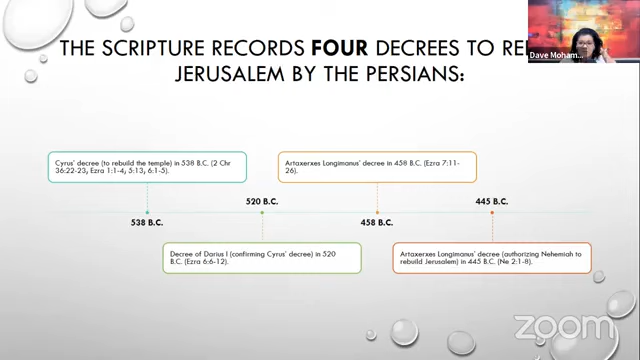 THE SCRIPTURE RECORDS FOUR DECREES TO
JERUSALEM BY THE PERSIANS:
Dave Moham...
Cyrus' decree (to rebuild the temple) in 538 B.C. (2 Chr
36:22-23, Ezra 1:1-4, 5:13, 6:1-5).
Artaxerxes Longimanus' decree in 458 B.C. (Ezra 7:11-
26).
520 B.C.
445 B.C.
538 B.C.
458 B.C.
Decree of Darius I (confirming Cyrus' decree) in 520
B.C. (Ezra 6:6-12).
Artaxerxes Longimanus' decree (authorizing Nehemiah to
rebuild Jerusalem) in 445 B.C. (Ne 2:1-8).
zoom